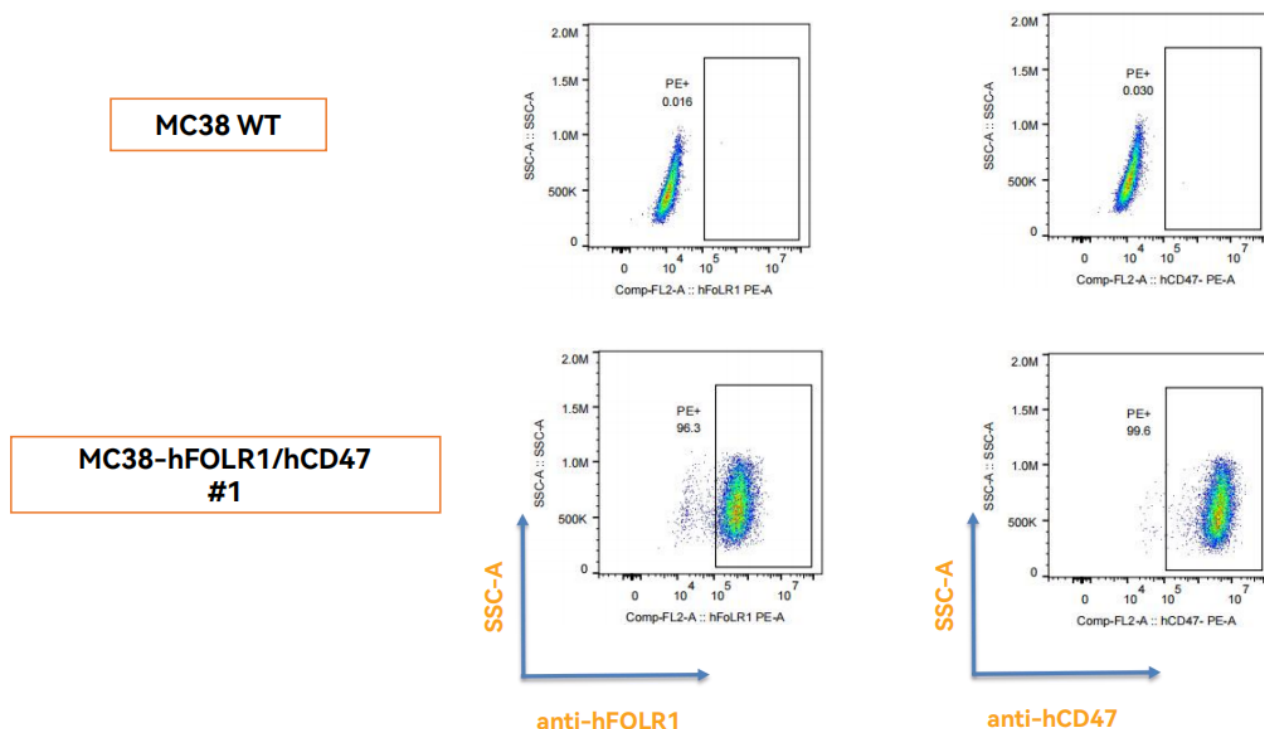 MC38 WT
2.0M
1.5M
1.0M
500K
0
SSC-A :: SSC-A
PE+
0.016
0 10^4 10^5 10^7
Comp-FL2-A :: hFoLR1 PE-A
2.0M
1.5M
1.0M
500K
0
SSC-A :: SSC-A
PE+
0.030
0 10^4 10^5 10^7
Comp-FL2-A :: hCD47- PE-A
MC38-hFOLR1/hCD47
#1
2.0M
1.5M
1.0M
500K
0
SSC-A :: SSC-A
PE+
96.3
0 10^4 10^5 10^7
Comp-FL2-A :: hFoLR1 PE-A
SSC-A
anti-hFOLR1
2.0M
1.5M
1.0M
500K
0
SSC-A :: SSC-A
PE+
99.6
0 10^4 10^5 10^7
Comp-FL2-A :: hCD47- PE-A
SSC-A
anti-hCD47